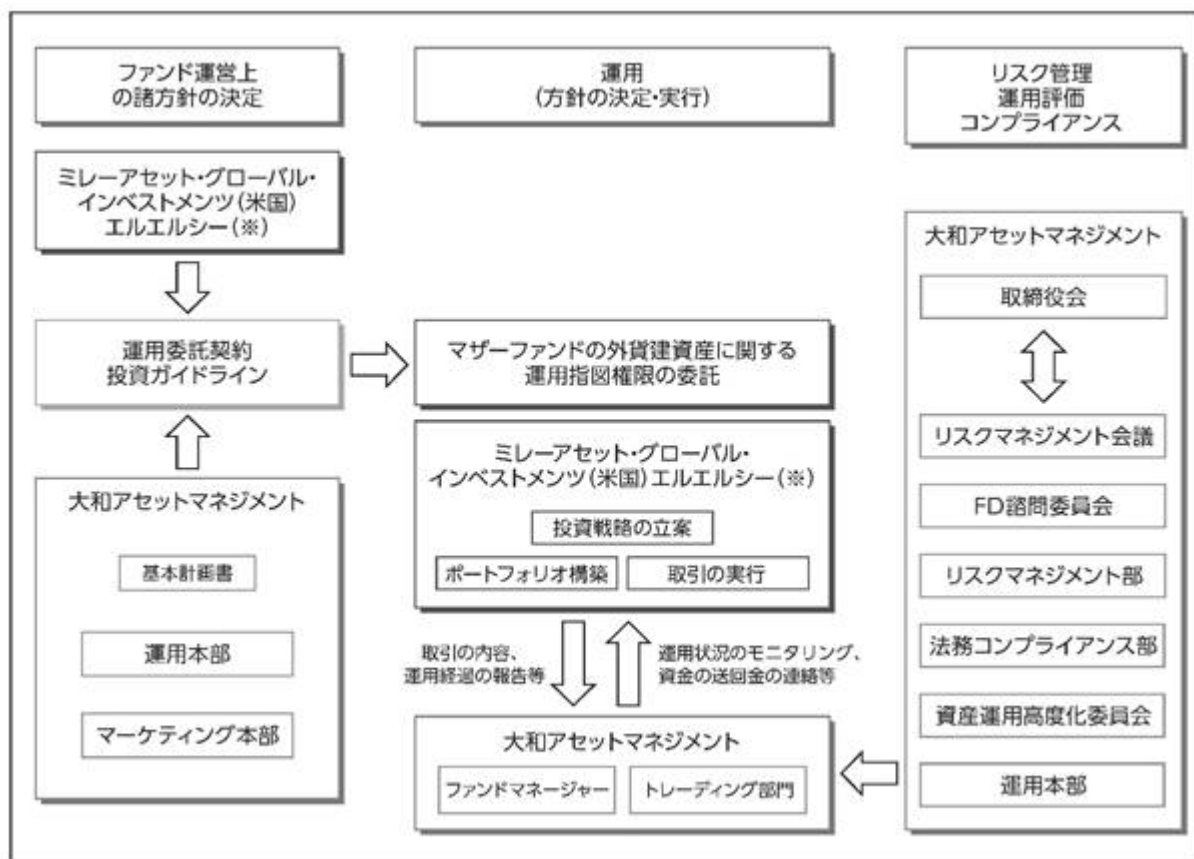 ファンド運営上
の諸方針の決定
運用
(方針の決定・実行)
リスク管理
運用評価
コンプライアンス
ミレーアセット・グローバル・
インベストメンツ(米国)
エルエルシー(※)
運用委託契約
投資ガイドライン
大和アセットマネジメント
基本計画書
運用本部
マーケティング本部
マザーファンドの外貨建資産に関する
運用指図権限の委託
ミレーアセット・グローバル・
インベストメンツ(米国)エルエルシー(※)
投資戦略の立案
ポートフォリオ構築
取引の実行
取引の内容、
運用経過の報告等
運用状況のモニタリング、
資金の送回金の連絡等
大和アセットマネジメント
ファンドマネージャー
トレーディング部門
大和アセットマネジメント
取締役会
リスクマネジメント会議
FD諮問委員会
リスクマネジメント部
法務コンプライアンス部
資産運用高度化委員会
運用本部